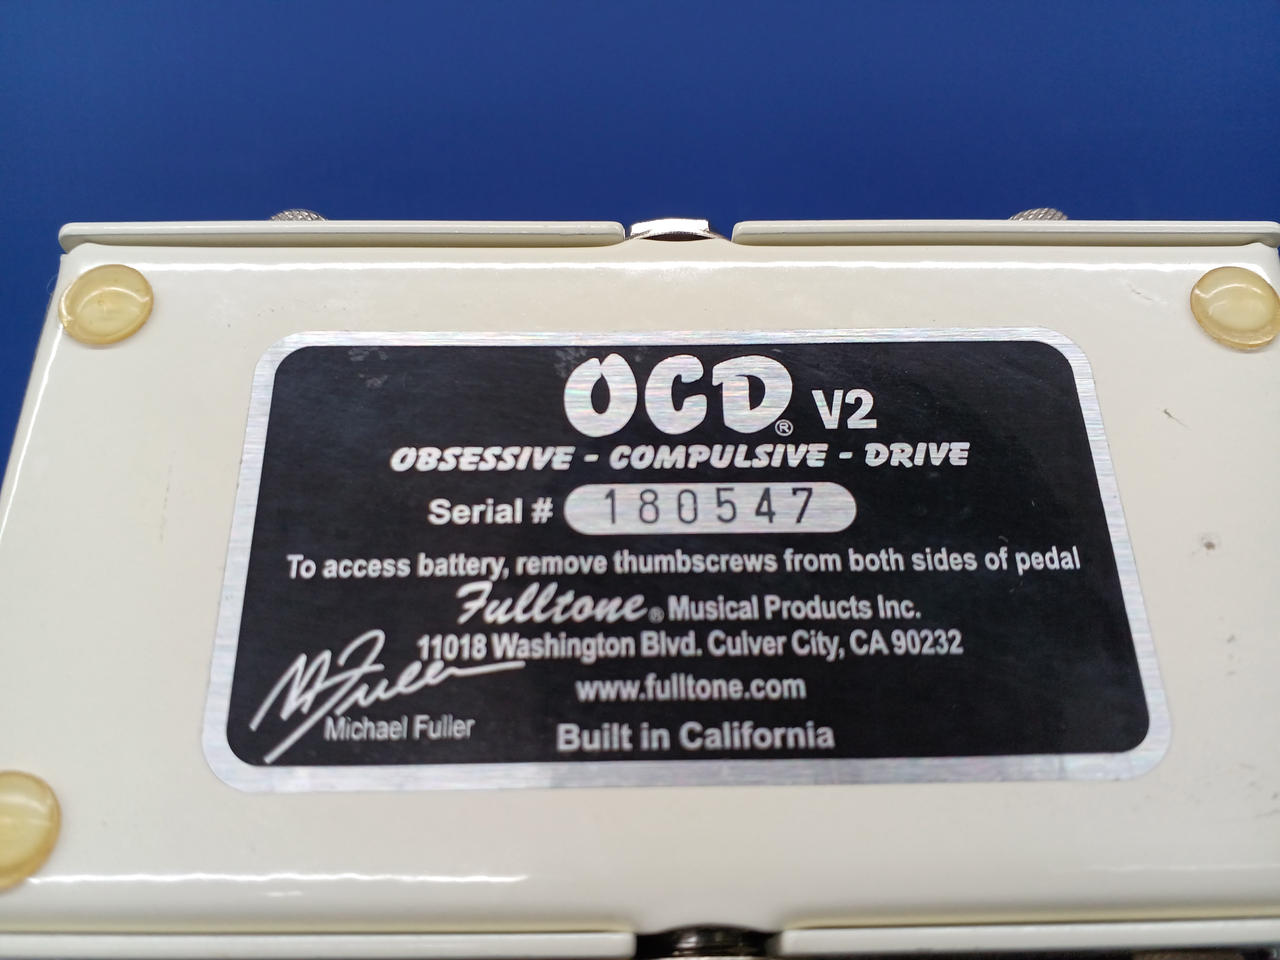 OCD® V2
OBSESSIVE - COMPULSIVE - DRIVE
Serial # 180547
To access battery, remove thumbscrews from both sides of pedal
Fulltone® Musical Products Inc.
11018 Washington Blvd. Culver City, CA 90232
M Fuller
www.fulltone.com
Michael Fuller
Built in California